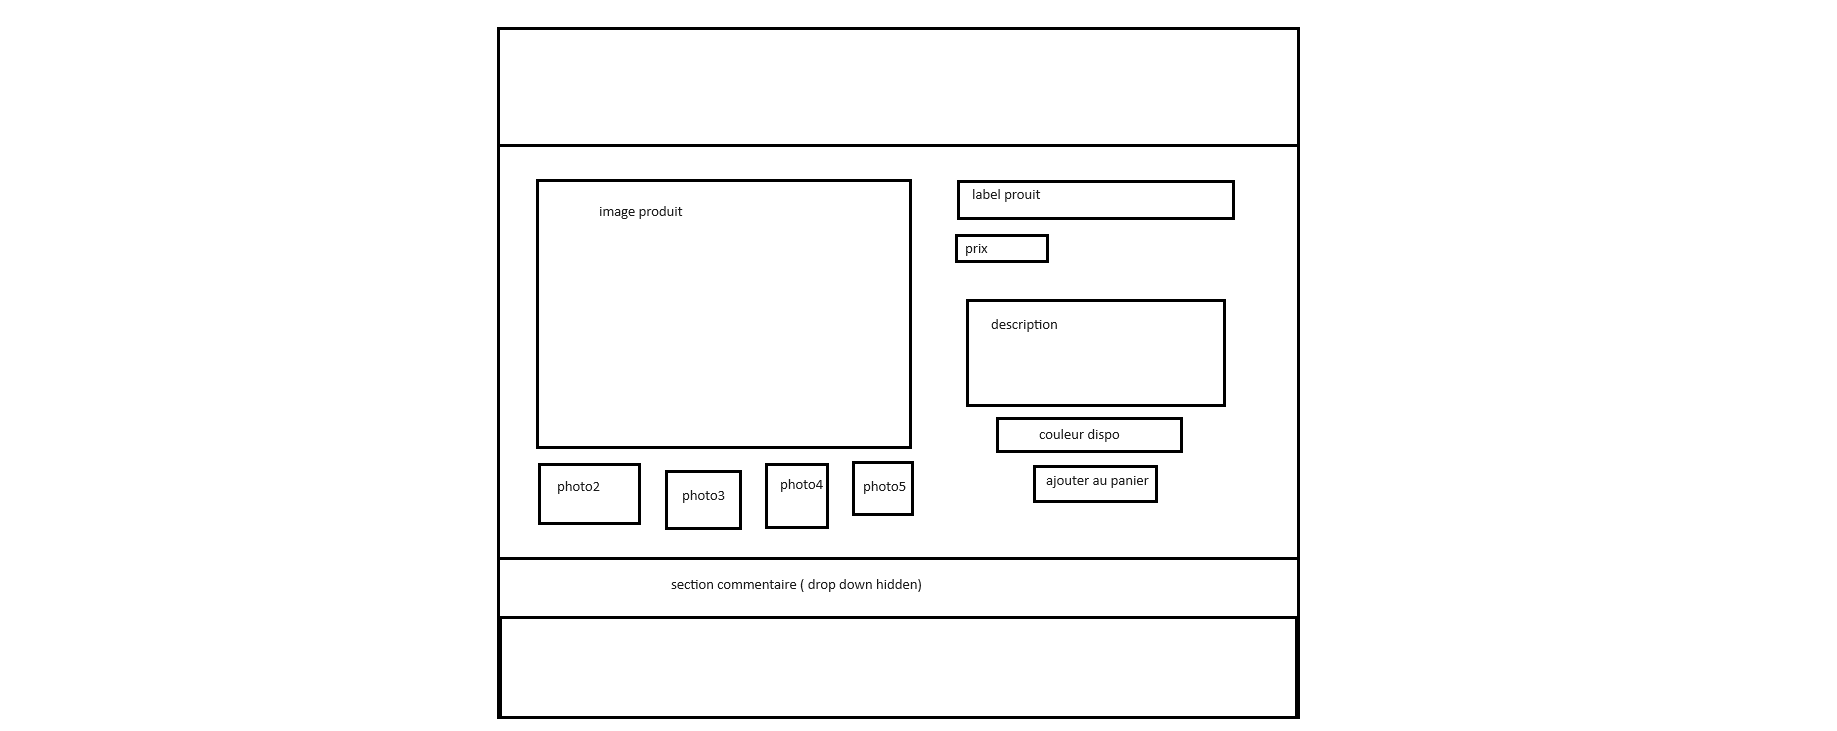 image produit
label prouit
prix
description
couleur dispo
ajouter au panier
photo2
photo3
photo4
photo5
section commentaire ( drop down hidden)